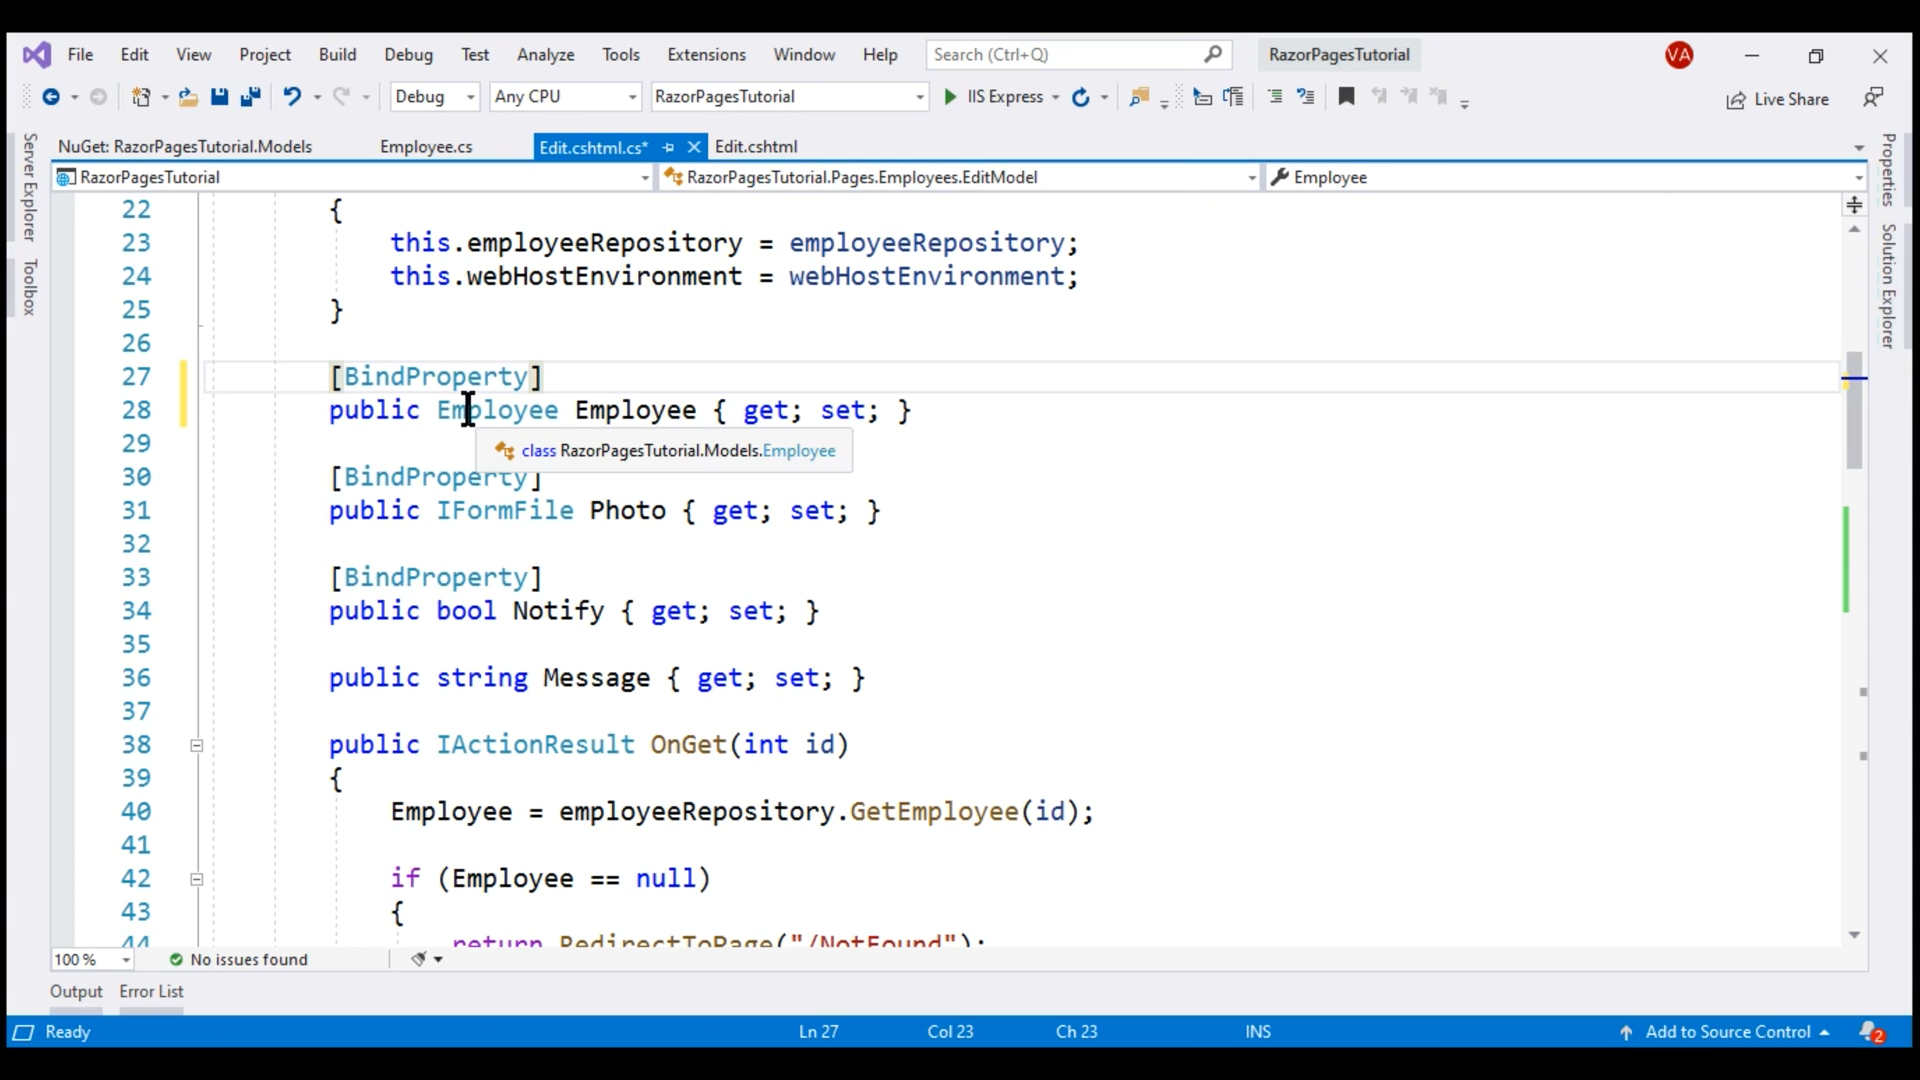 File Edit View Project Build Debug Test Analyze Tools Extensions Window Help Search (Ctrl+Q) RazorPagesTutorial VA
Debug Any CPU RazorPagesTutorial IIS Express Live Share
NuGet: RazorPagesTutorial.Models Employee.cs Edit.cshtml.cs* Edit.cshtml
RazorPagesTutorial RazorPagesTutorial.Pages.Employees.EditModel Employee
Server Explorer
Toolbox
Properties
Solution Explorer
22 {
23 this.employeeRepository = employeeRepository;
24 this.webHostEnvironment = webHostEnvironment;
25 }
26
27 [BindProperty]
28 public Employee Employee { get; set; }
29 class RazorPagesTutorial.Models.Employee
30 [BindProperty]
31 public IFormFile Photo { get; set; }
32
33 [BindProperty]
34 public bool Notify { get; set; }
35
36 public string Message { get; set; }
37
38 public IActionResult OnGet(int id)
39 {
40 Employee = employeeRepository.GetEmployee(id);
41
42 if (Employee == null)
43 {
44 return RedirectToPage("/NotFound");
100 % No issues found
Output Error List
Ready Ln 27 Col 23 Ch 23 INS Add to Source Control 2